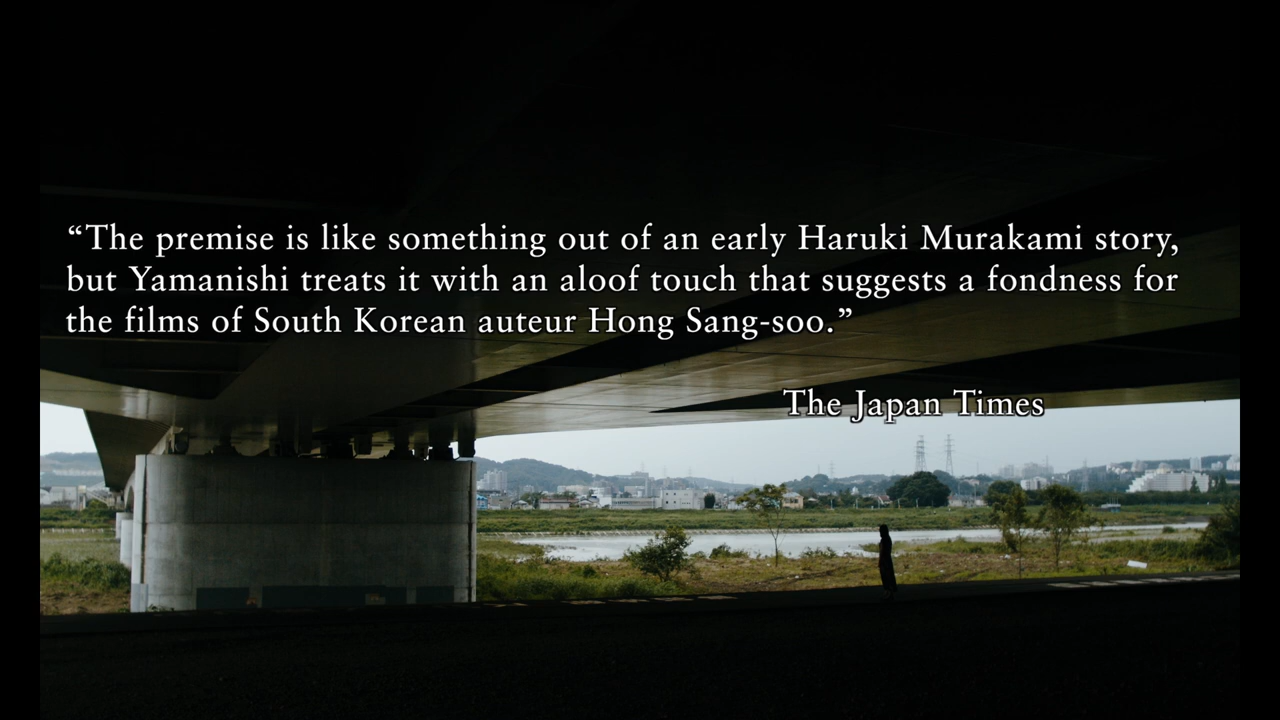 “The premise is like something out of an early Haruki Murakami story,
but Yamanishi treats it with an aloof touch that suggests a fondness for
the films of South Korean auteur Hong Sang-soo.”
The Japan Times